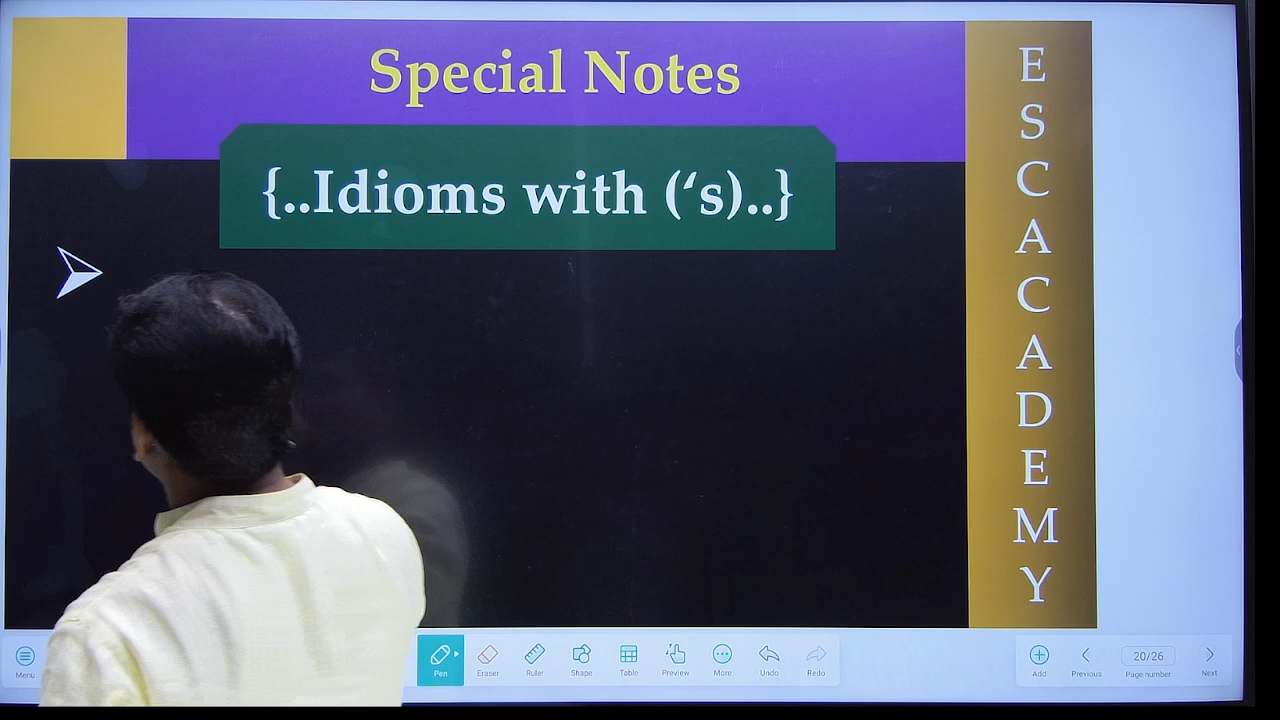 Special Notes
{..Idioms with (‘s)..}
E
S
C
A
C
A
D
E
M
Y
Menu
Pen
Eraser
Ruler
Shape
Table
Preview
More
Undo
Redo
Add
Previous
20/26
Page number
Next